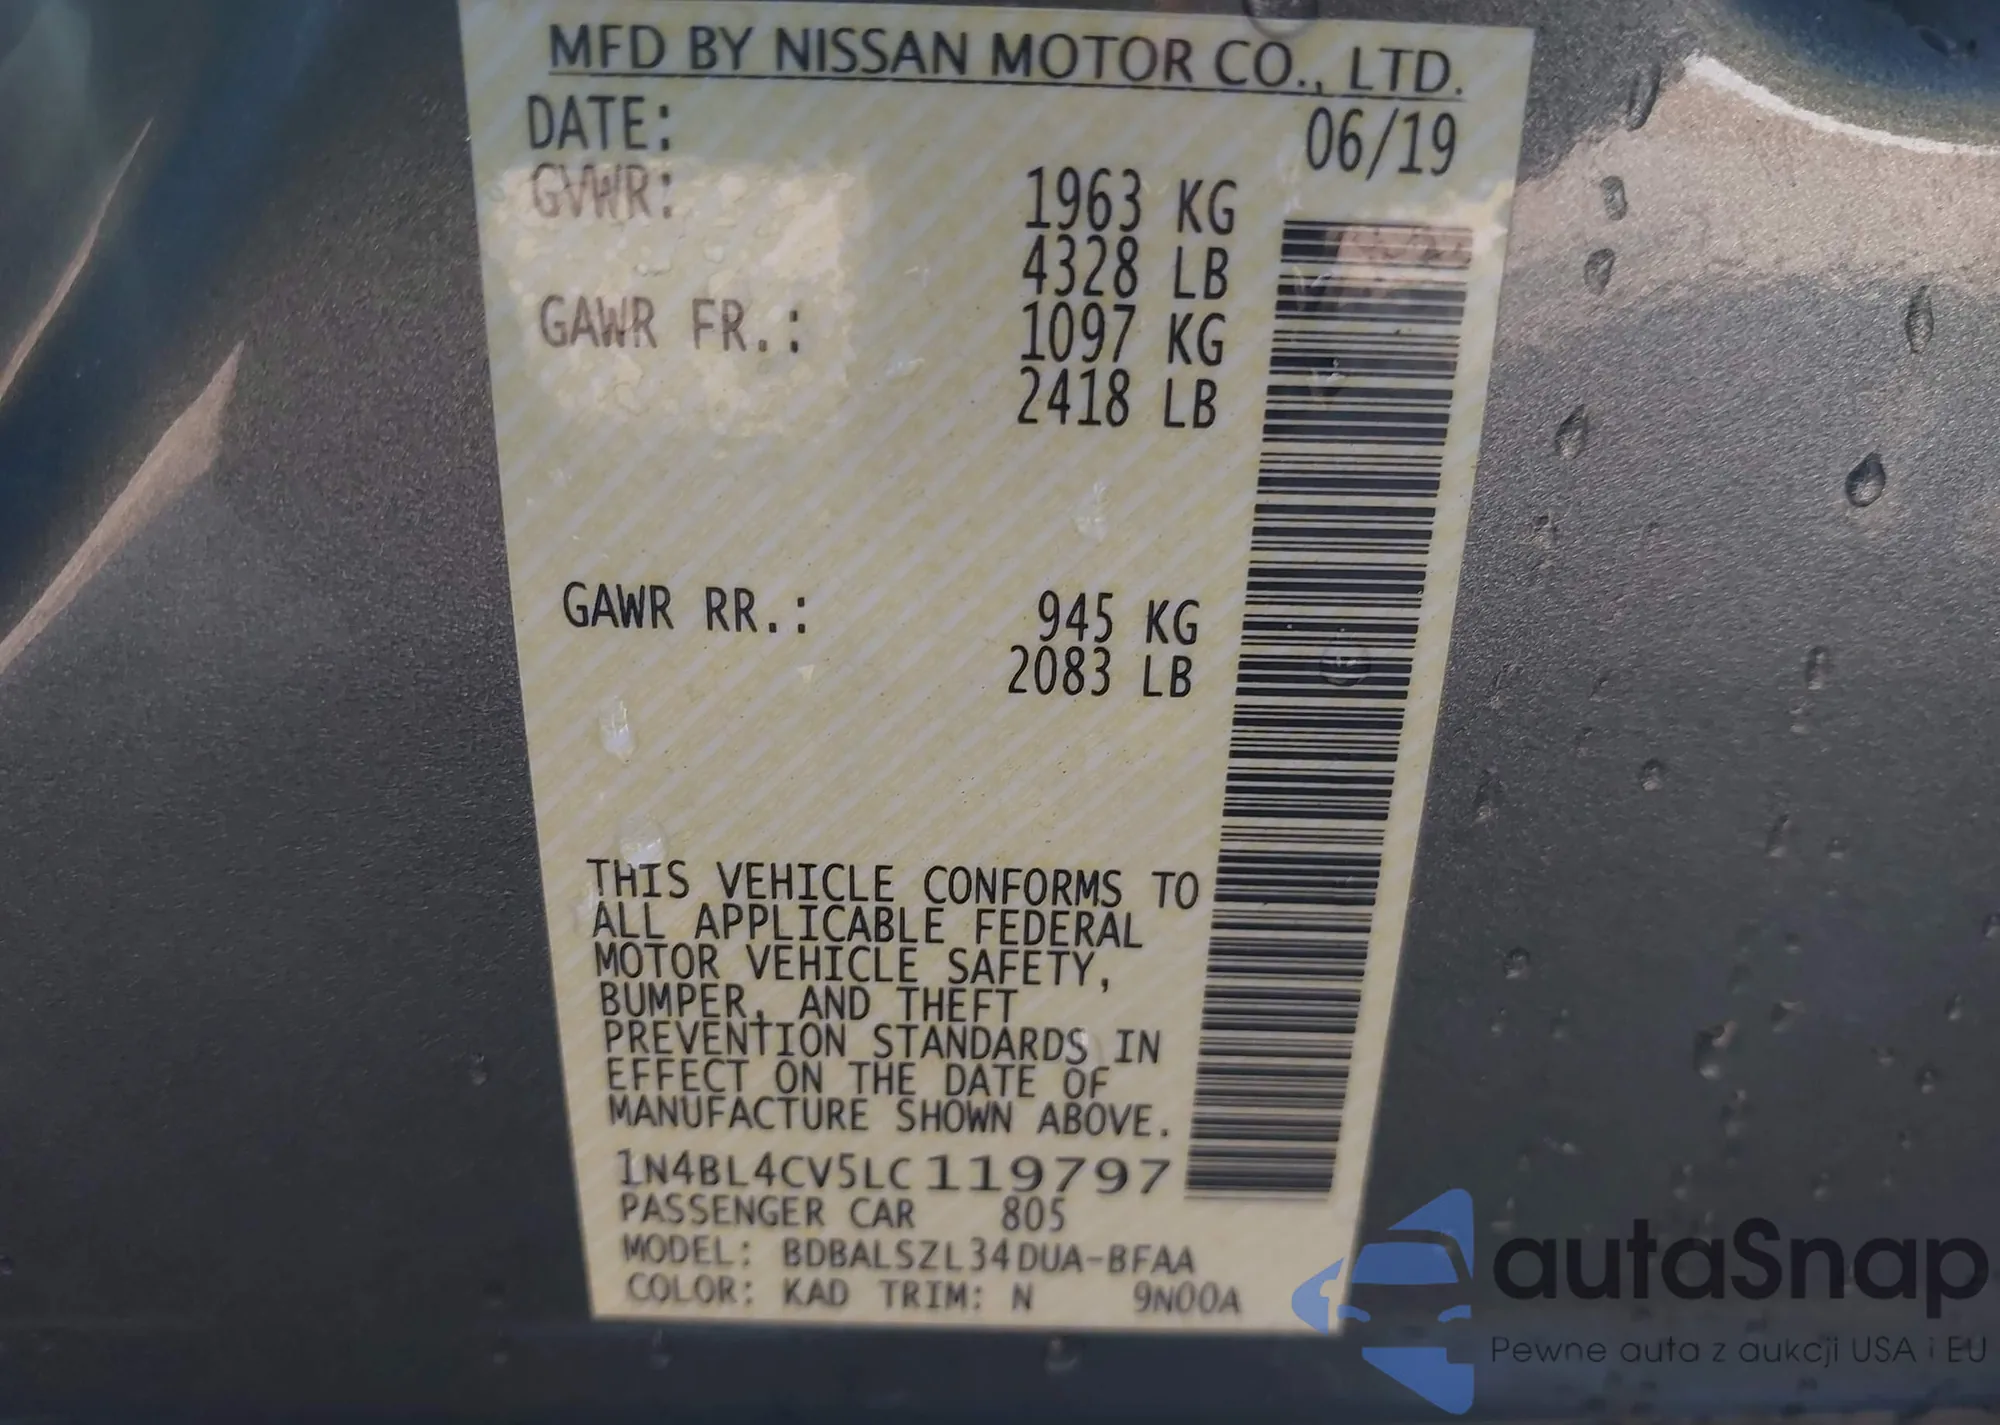 MFD BY NISSAN MOTOR CO., LTD.
DATE: 06/19
GVWR: 1963 KG
4328 LB
GAWR FR.: 1097 KG
2418 LB
GAWR RR.: 945 KG
2083 LB
THIS VEHICLE CONFORMS TO
ALL APPLICABLE FEDERAL
MOTOR VEHICLE SAFETY,
BUMPER, AND THEFT
PREVENTION STANDARDS IN
EFFECT ON THE DATE OF
MANUFACTURE SHOWN ABOVE.
1N4BL4CV5LC119797
PASSENGER CAR 805
MODEL: BDBALSZL34DUA-BFAA
COLOR: KAD TRIM: N 9N00A
autaSnap
Pewne auta z aukcji USA i EU